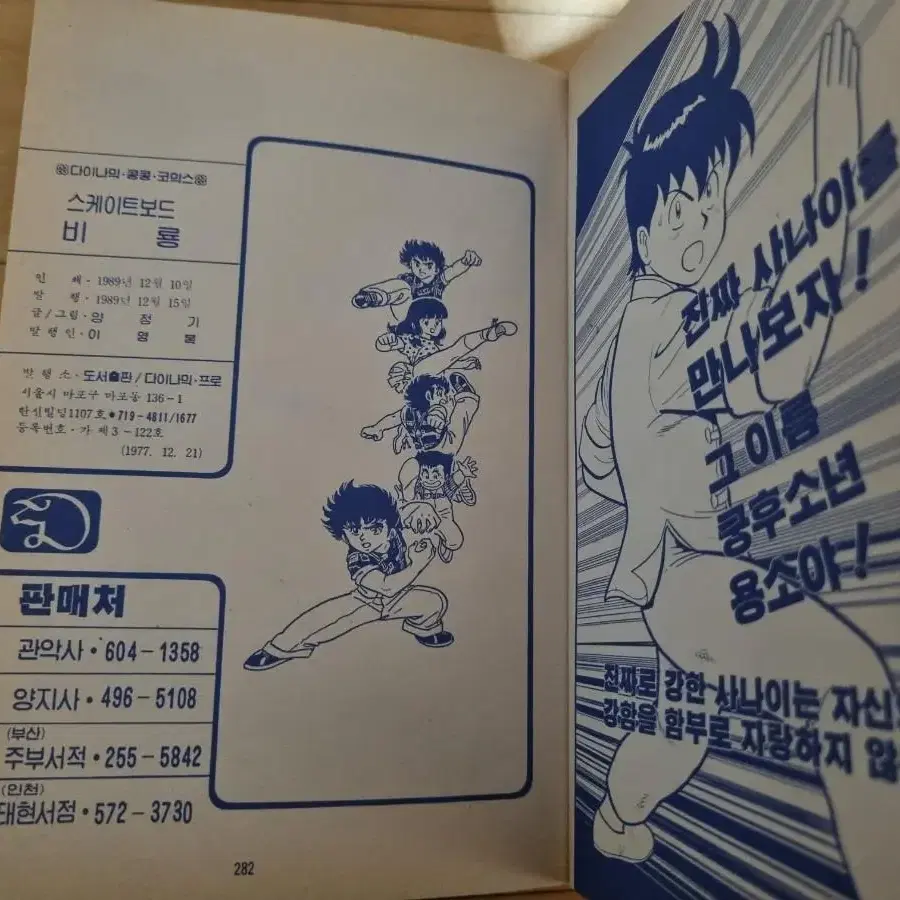 ㉿다이나믹·콩콩·코믹스㉿
스케이트보드
비 룡
인 쇄 - 1989년 12월 10일
발 행 - 1989년 12월 15일
글/그림·양 정 기
발행인·이 영 몽
발 행 소 · 도서출판/다이나믹·프로
서울시 마포구 마포동 136-1
한신빌딩1107호 ● 719-4811/1677
등록번호·가 제3-122호
(1977. 12. 21)
판매처
관악사·604-1358
양지사·496-5108
(부산)
주부서적·255-5842
(인천)
태현서점·572-3730
282
진짜 사나이를
만나보자!
그 이름
쿵후소년
용소야!
진짜로 강한 사나이는 자신
강함을 함부로 자랑하지 않